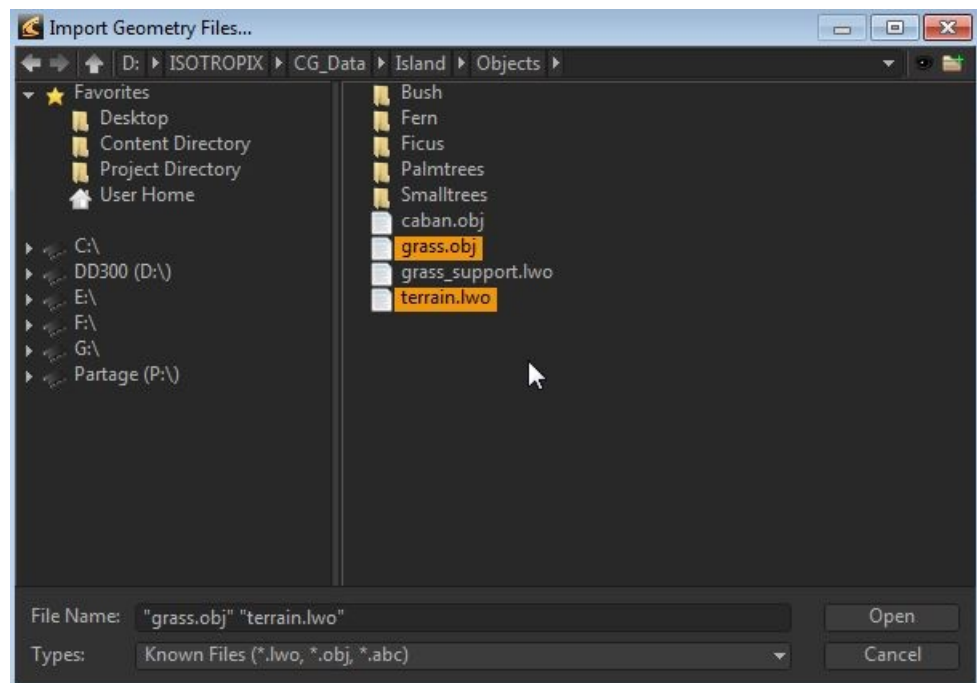 Import Geometry Files...
D: ISOTROPIX CG_Data Island Objects
Favorites
Desktop
Content Directory
Project Directory
User Home
C:\
DD300 (D:\)
E:\
F:\
G:\
Partage (P:\)
Bush
Fern
Ficus
Palmtrees
Smalltrees
caban.obj
grass.obj
grass_support.lwo
terrain.lwo
File Name: "grass.obj" "terrain.lwo" Open
Types: Known Files (*.lwo, *.obj, *.abc) Cancel